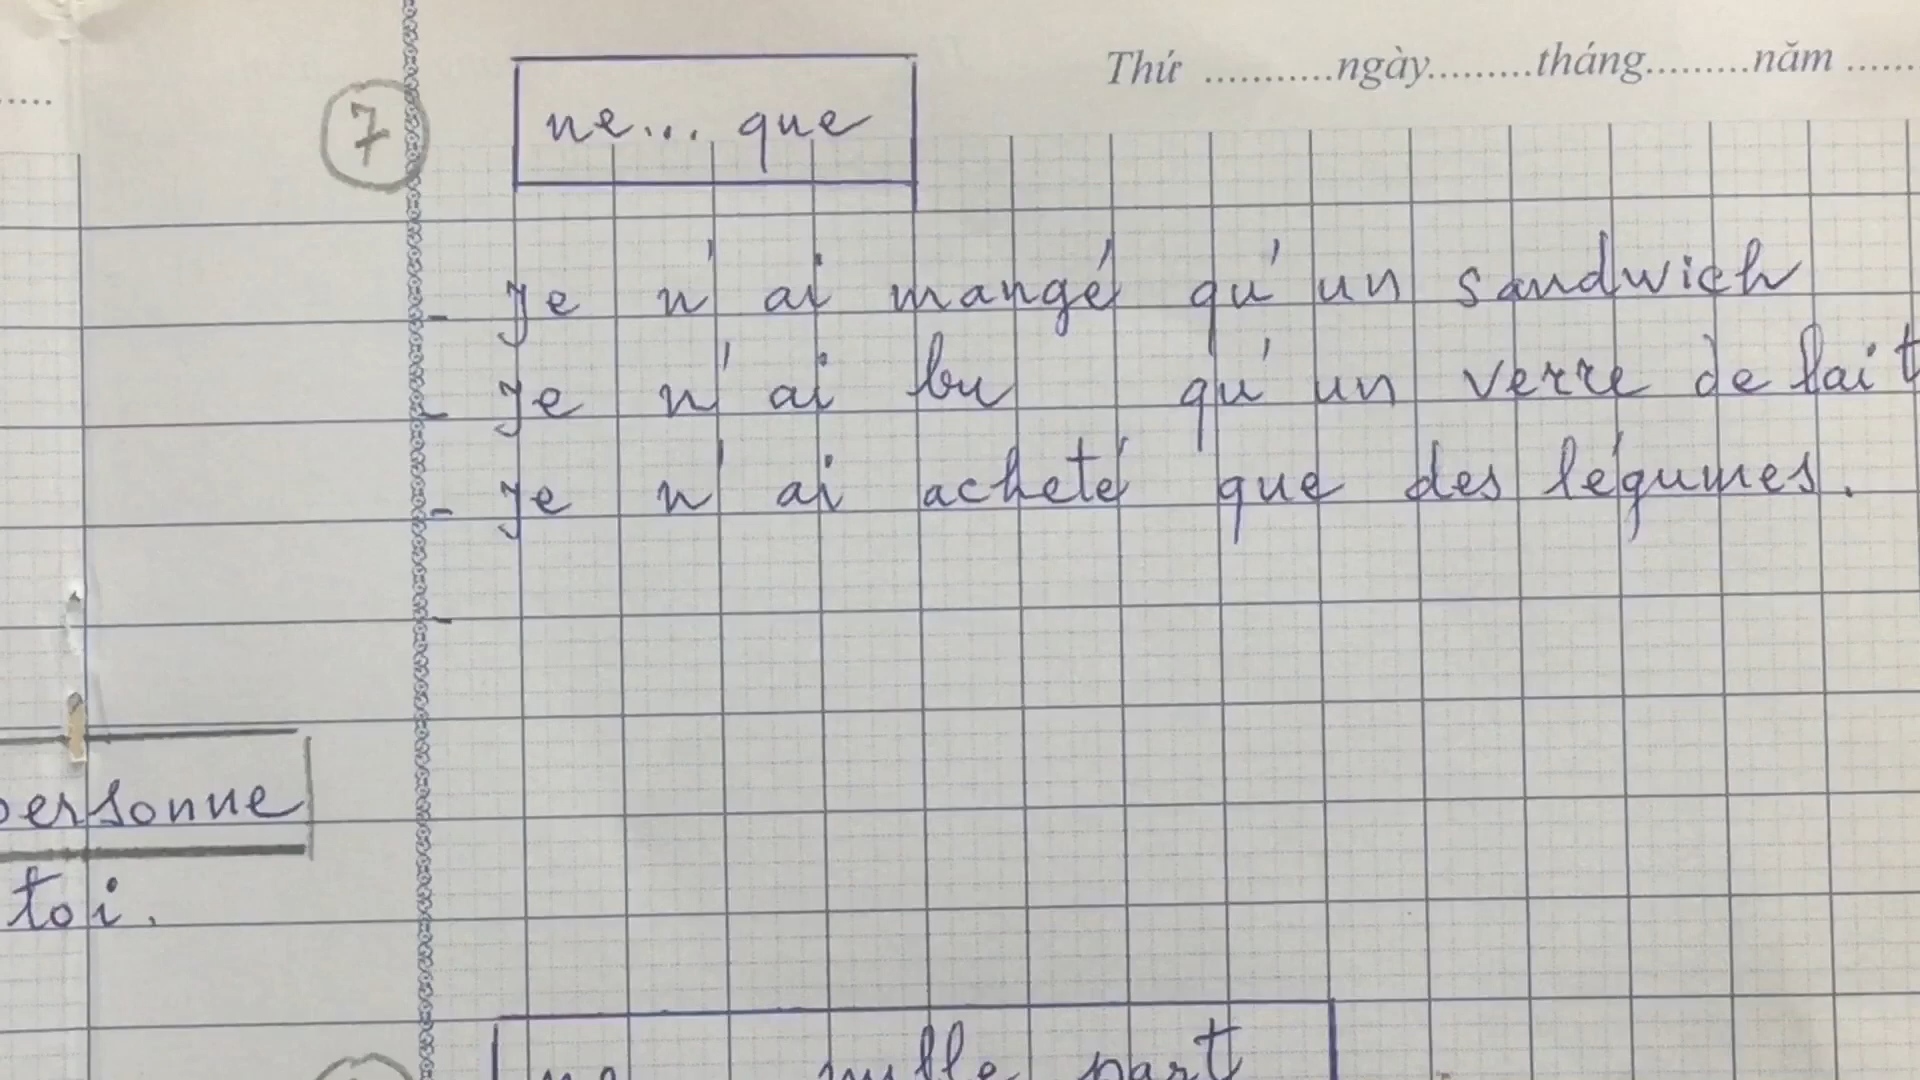 Thứ ...........ngày.........tháng.........năm ......
7
ne... que
- Je n'ai mangé qu'un sandwich
- Je n'ai bu qu'un verre de lait
- Je n'ai acheté que des légumes.
-
personne
toi.
ne nulle part